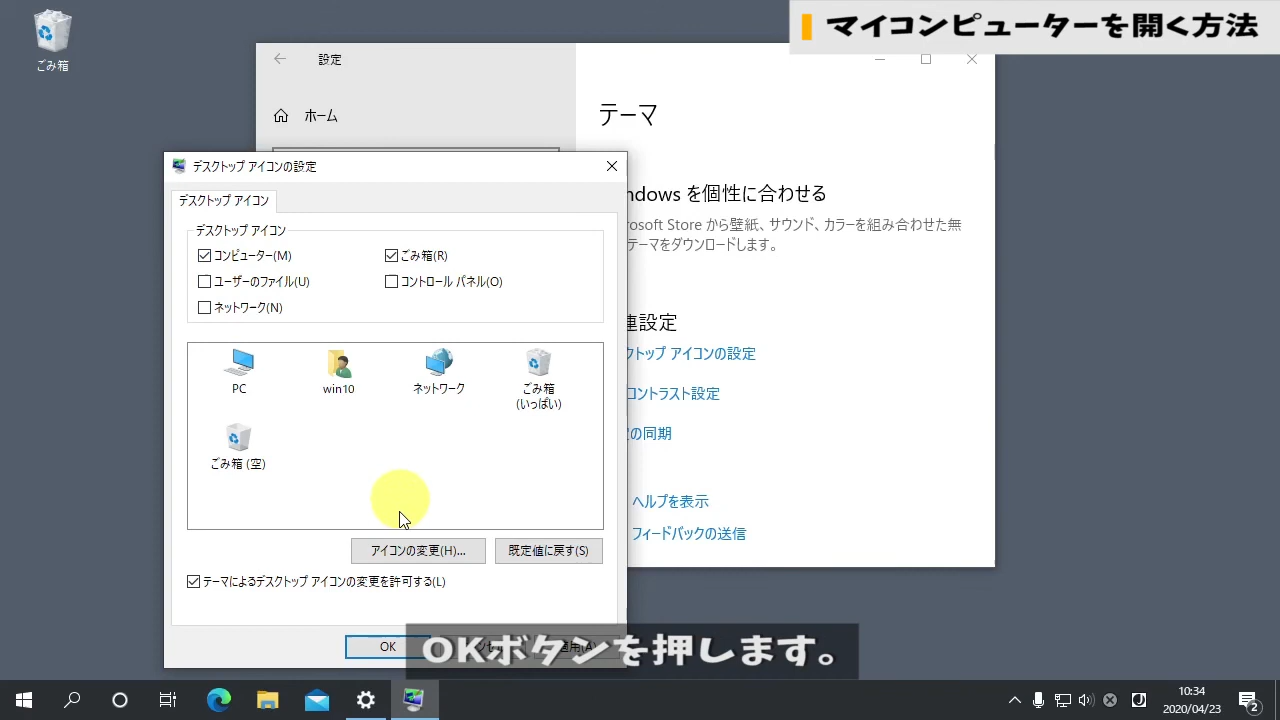 マイコンピューターを開く方法
ごみ箱
設定
ホーム
テーマ
デスクトップ アイコンの設定
デスクトップ アイコン
デスクトップ アイコン
コンピューター(M)
ごみ箱(R)
ユーザーのファイル(U)
コントロール パネル(O)
ネットワーク(N)
PC
win10
ネットワーク
ごみ箱
(いっぱい)
ごみ箱 (空)
アイコンの変更(H)...
既定値に戻す(S)
テーマによるデスクトップ アイコンの変更を許可する(L)
OK
ndows を個性に合わせる
rosoft Store から壁紙、サウンド、カラーを組み合わせた無
テーマをダウンロードします。
連設定
クトップ アイコンの設定
コントラスト設定
の同期
ヘルプを表示
フィードバックの送信
OKボタンを押します。
10:34
2020/04/23
2